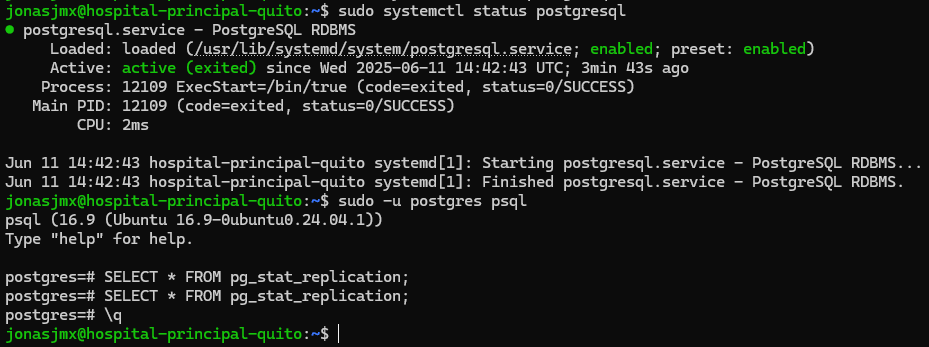 jonasjmx@hospital-principal-quito:~$ sudo systemctl status postgresql
● postgresql.service - PostgreSQL RDBMS
     Loaded: loaded (/usr/lib/systemd/system/postgresql.service; enabled; preset: enabled)
     Active: active (exited) since Wed 2025-06-11 14:42:43 UTC; 3min 43s ago
    Process: 12109 ExecStart=/bin/true (code=exited, status=0/SUCCESS)
   Main PID: 12109 (code=exited, status=0/SUCCESS)
        CPU: 2ms

Jun 11 14:42:43 hospital-principal-quito systemd[1]: Starting postgresql.service - PostgreSQL RDBMS...
Jun 11 14:42:43 hospital-principal-quito systemd[1]: Finished postgresql.service - PostgreSQL RDBMS.
jonasjmx@hospital-principal-quito:~$ sudo -u postgres psql
psql (16.9 (Ubuntu 16.9-0ubuntu0.24.04.1))
Type "help" for help.

postgres=# SELECT * FROM pg_stat_replication;
postgres=# SELECT * FROM pg_stat_replication;
postgres=# \q
jonasjmx@hospital-principal-quito:~$